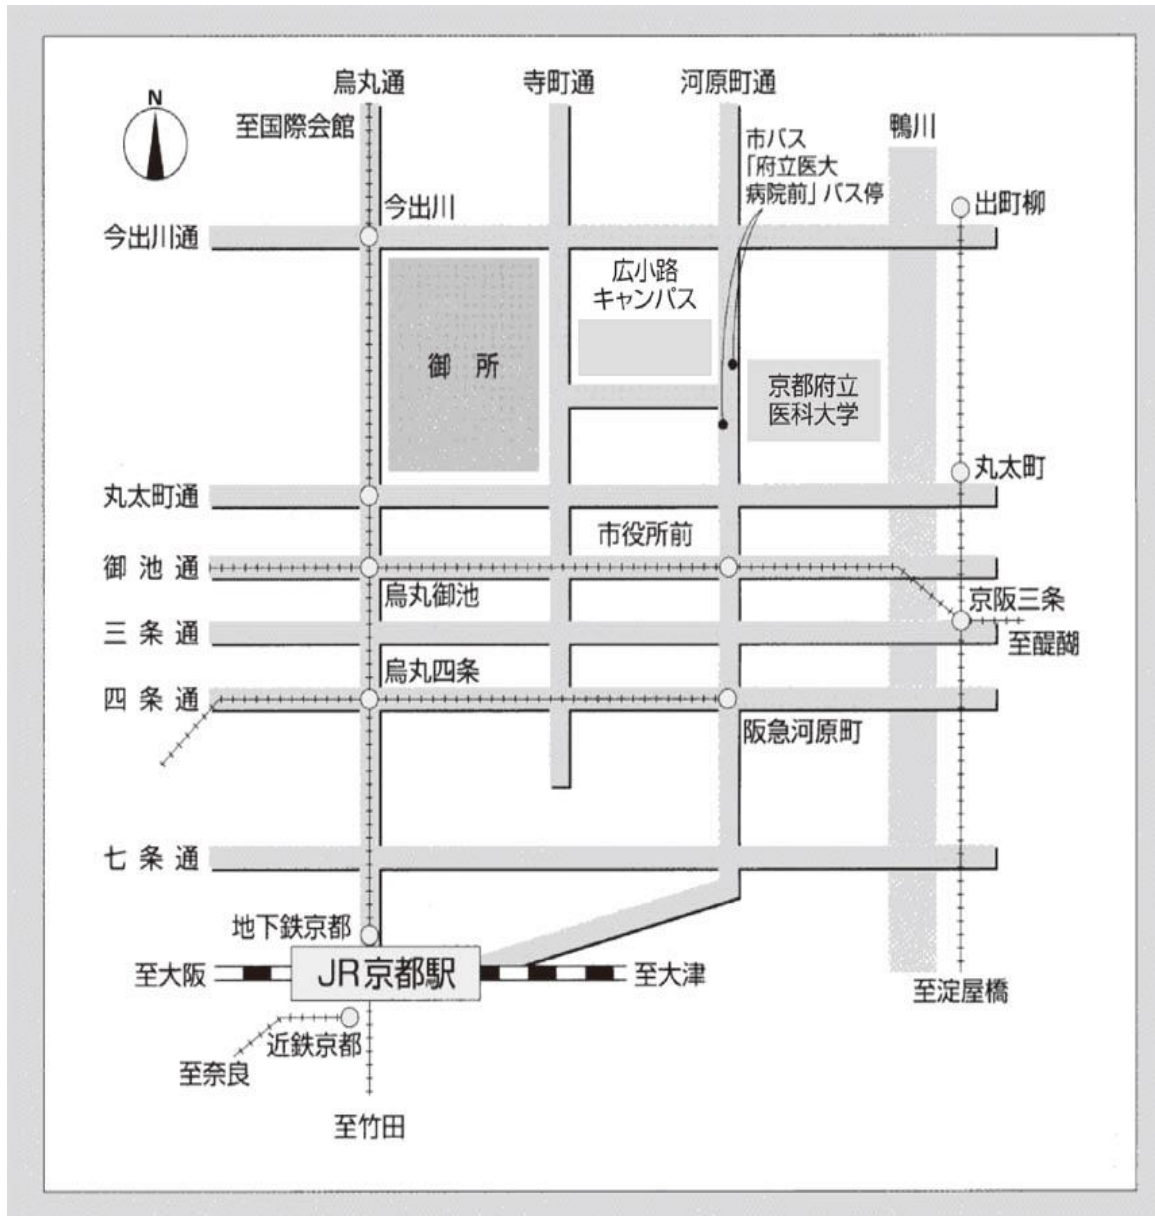 烏丸通
寺町通
河原町通
N
至国際会館
鴨川
市バス
「府立医大
病院前」バス停
今出川
出町柳
今出川通
広小路
キャンパス
御所
京都府立
医科大学
丸太町
丸太町通
市役所前
御池通
烏丸御池
京阪三条
三条通
至醍醐
烏丸四条
四条通
阪急河原町
七条通
地下鉄京都
至大阪
JR京都駅
至大津
至淀屋橋
近鉄京都
至奈良
至竹田